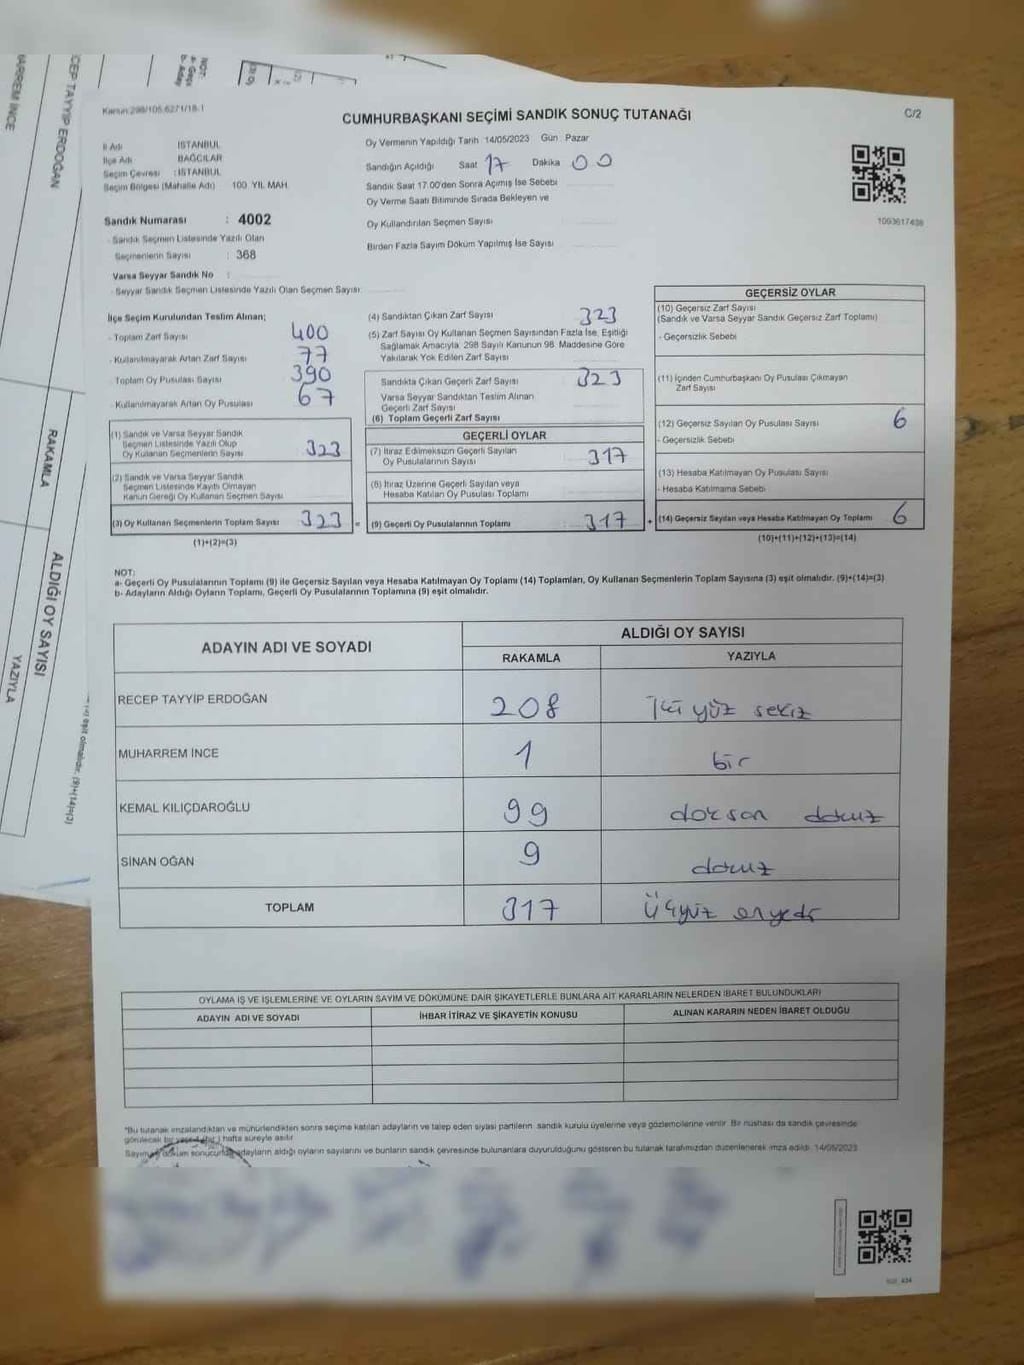 Kanun:298/105,6271/18-1
CUMHURBAŞKANI SEÇİMİ SANDIK SONUÇ TUTANAĞI
C/2
İl Adı İSTANBUL
İlçe Adı BAĞCILAR
Seçim Çevresi : İSTANBUL
Seçim Bölgesi (Mahalle Adı) 100. YIL MAH.
Sandık Numarası : 4002
- Sandık Seçmen Listesinde Yazılı Olan
Seçmenlerin Sayısı : 368
Varsa Seyyar Sandık No :
- Seyyar Sandık Seçmen Listesinde Yazılı Olan Seçmen Sayısı:
Oy Vermenin Yapıldığı Tarih 14/05/2023 Gün Pazar
Sandığın Açıldığı Saat 17 Dakika 00
Sandık Saat 17.00'den Sonra Açımış İse Sebebi
Oy Verme Saati Bitiminde Sırada Bekleyen ve
Oy Kullandırılan Seçmen Sayısı
Birden Fazla Sayım Döküm Yapılmış İse Sayısı
1093617438
İlçe Seçim Kurulundan Teslim Alınan;
- Toplam Zarf Sayısı 400
- Kullanılmayarak Artan Zarf Sayısı 77
Toplam Oy Pusulası Sayısı 390
- Kullanılmayarak Artan Oy Pusulası 67
(1) Sandık ve Varsa Seyyar Sandık
Seçmen Listesinde Yazılı Olup
Oy Kullanan Seçmenlerin Sayısı 323
(2) Sandık ve Varsa Seyyar Sandık
Seçmen Listesinde Kayıtlı Olmayan
Kanun Gereği Oy Kullanan Seçmen Sayısı
(3) Oy Kullanan Seçmenlerin Toplam Sayısı 323 =
(1)+(2)=(3)
(4) Sandıktan Çıkan Zarf Sayısı 323
(5) Zarf Sayısı Oy Kullanan Seçmen Sayısından Fazla İse, Eşitliği
Sağlamak Amacıyla; 298 Sayılı Kanunun 98. Maddesine Göre
Yakılarak Yok Edilen Zarf Sayısı
Sandıkta Çıkan Geçerli Zarf Sayısı 323
Varsa Seyyar Sandıktan Teslim Alınan
Geçerli Zarf Sayısı
(6) Toplam Geçerli Zarf Sayısı
GEÇERLİ OYLAR
(7) İtiraz Edilmeksizin Geçerli Sayılan
Oy Pusulalarının Sayısı 317
(8) İtiraz Üzerine Geçerli Sayılan veya
Hesaba Katılan Oy Pusulası Toplamı
(9) Geçerli Oy Pusulalarının Toplamı : 317 +
GEÇERSİZ OYLAR
(10) Geçersiz Zarf Sayısı
(Sandık ve Varsa Seyyar Sandık Geçersiz Zarf Toplamı)
- Geçersizlik Sebebi
(11) İçinden Cumhurbaşkanı Oy Pusulası Çıkmayan
Zarf Sayısı
(12) Geçersiz Sayılan Oy Pusulası Sayısı 6
- Geçersizlik Sebebi
(13) Hesaba Katılmayan Oy Pusulası Sayısı
- Hesaba Katılmama Sebebi
(14) Geçersiz Sayılan veya Hesaba Katılmayan Oy Toplamı 6
(10)+(11)+(12)+(13)=(14)
NOT:
a- Geçerli Oy Pusulalarının Toplamı (9) ile Geçersiz Sayılan veya Hesaba Katılmayan Oy Toplamı (14) Toplamları, Oy Kullanan Seçmenlerin Toplam Sayısına (3) eşit olmalıdır. (9)+(14)=(3)
b- Adayların Aldığı Oyların Toplamı, Geçerli Oy Pusulalarının Toplamına (9) eşit olmalıdır.
ADAYIN ADI VE SOYADI
ALDIĞI OY SAYISI
RAKAMLA YAZIYLA
RECEP TAYYİP ERDOĞAN 208 iki yüz sekiz
MUHARREM İNCE 1 bir
KEMAL KILIÇDAROĞLU 99 doksan dokuz
SİNAN OĞAN 9 dokuz
TOPLAM 317 Üçyüz onyedi
OYLAMA İŞ VE İŞLEMLERİNE VE OYLARIN SAYIM VE DÖKÜMÜNE DAİR ŞİKAYETLERLE BUNLARA AİT KARARLARIN NELERDEN İBARET BULUNDUKLARI
ADAYIN ADI VE SOYADI İHBAR İTİRAZ VE ŞİKAYETİN KONUSU ALINAN KARARIN NEDEN İBARET OLDUĞU
*Bu tutanak imzalandıktan ve mühürlendikten sonra seçime katılan adayların ve talep eden siyasi partilerin sandık kurulu üyelerine veya gözlemcilerine verilir. Bir nüshası da sandık çevresinde
görülecek bir yere 1 (bir) hafta süreyle asılır.
Sayım ve döküm sonucunda adayların aldığı oyların sayılarını ve bunların sandık çevresinde bulunanlara duyurulduğunu gösteren bu tutanak tarafımızdan düzenlenerek imza edildi. 14/05/2023
RECEP TAYYİP ERDOĞAN
RAKAMLA
ALDIĞI OY SAYISI
YAZIYLA
NOT: